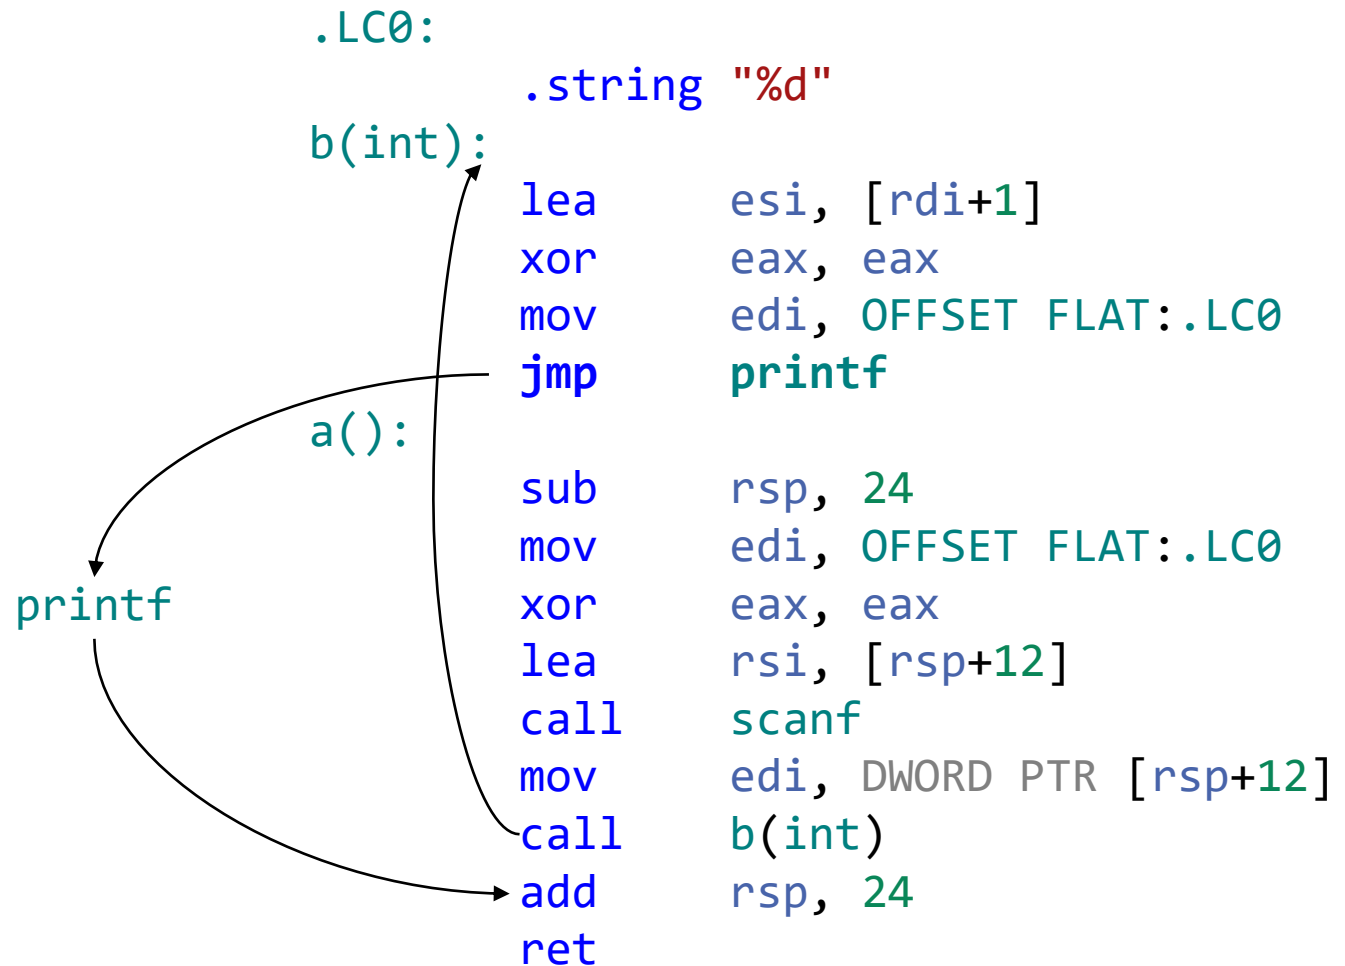 .LC0:
.string "%d"
b(int):
lea esi, [rdi+1]
xor eax, eax
mov edi, OFFSET FLAT:.LC0
jmp printf
a():
sub rsp, 24
mov edi, OFFSET FLAT:.LC0
printf
xor eax, eax
lea rsi, [rsp+12]
call scanf
mov edi, DWORD PTR [rsp+12]
call b(int)
add rsp, 24
ret